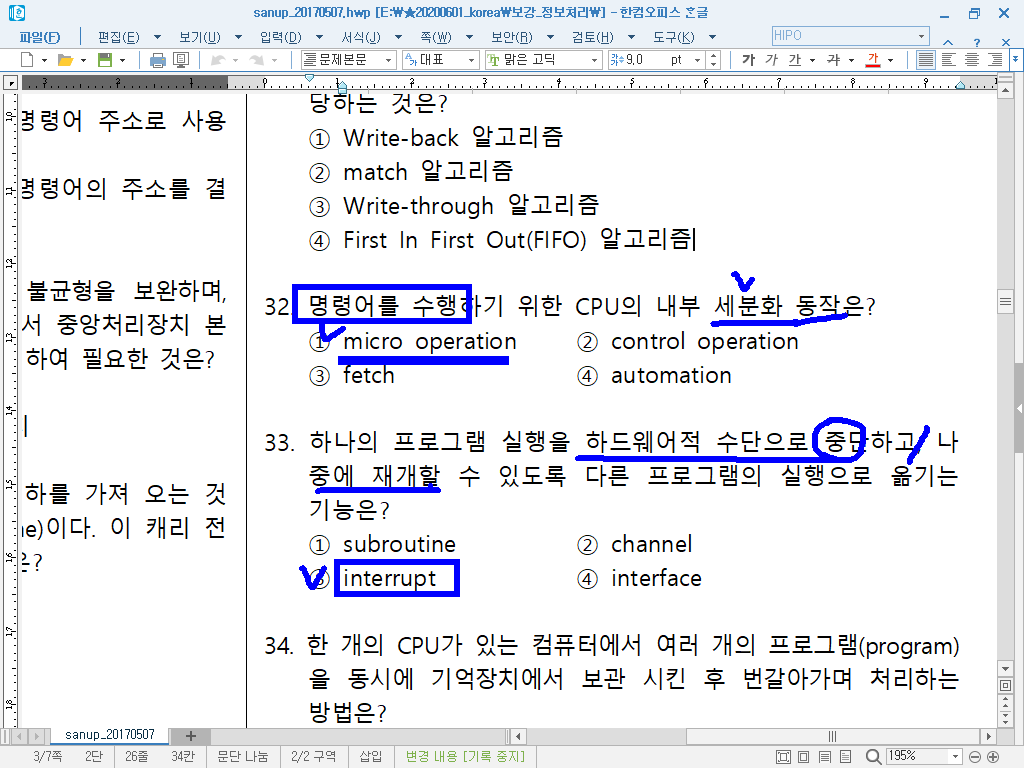 sanup_20170507.hwp [E:₩★20200601_korea₩보강_정보처리₩] - 한컴오피스 한글
파일(F) 편집(E) 보기(U) 입력(D) 서식(J) 쪽(W) 보안(R) 검토(H) 도구(K) HIPO
문제본문 대표 맑은 고딕 9.0 pt 가 가 가 가 가
당하는 것은?
① Write-back 알고리즘
② match 알고리즘
③ Write-through 알고리즘
④ First In First Out(FIFO) 알고리즘
명령어 주소로 사용
명령어의 주소를 결
불균형을 보완하며,
서 중앙처리장치 본
하여 필요한 것은?
하를 가져 오는 것
ne)이다. 이 캐리 전
은?
32. 명령어를 수행하기 위한 CPU의 내부 세분화 동작은?
① micro operation ② control operation
③ fetch ④ automation
33. 하나의 프로그램 실행을 하드웨어적 수단으로 중단하고 나
중에 재개할 수 있도록 다른 프로그램의 실행으로 옮기는
기능은?
① subroutine ② channel
③ interrupt ④ interface
34. 한 개의 CPU가 있는 컴퓨터에서 여러 개의 프로그램(program)
을 동시에 기억장치에서 보관 시킨 후 번갈아가며 처리하는
방법은?
sanup_20170507
3/7쪽 2단 26줄 34칸 문단 나눔 2/2 구역 삽입 변경 내용 [기록 중지] 195%